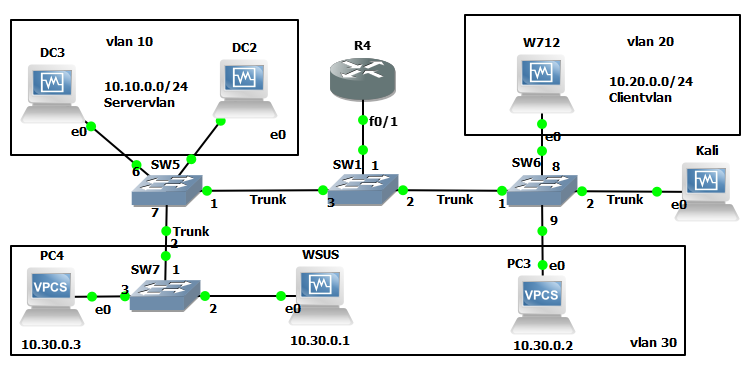 vlan 10
DC2
DC3
R4
W712
vlan 20
10.10.0.0/24
Servervlan
10.20.0.0/24
Clientvlan
e0
e0
f0/1
e0
6
SW5
SW1
1
SW6
8
Kali
7
1
Trunk
3
2
Trunk
1
2
e0
9
Trunk
2
PC4
SW7
1
WSUS
PC3
e0
VPCS
3
e0
2
e0
VPCS
10.30.0.3
10.30.0.1
10.30.0.2
vlan 30